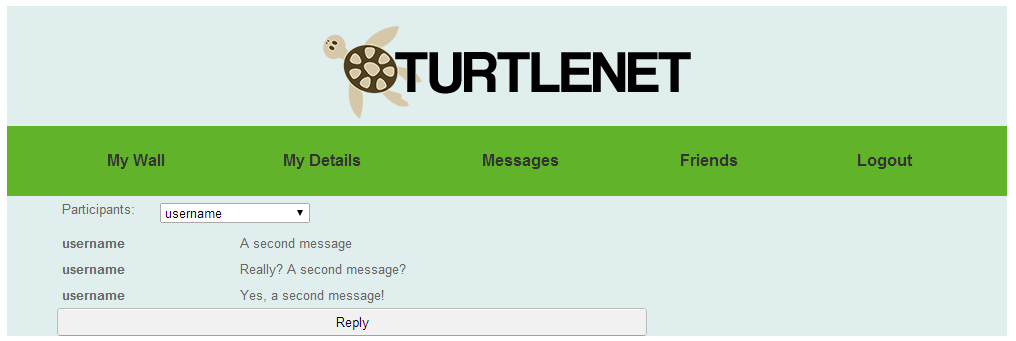 TURTLENET
My Wall My Details Messages Friends Logout
Participants: username
username A second message
username Really? A second message?
username Yes, a second message!
Reply